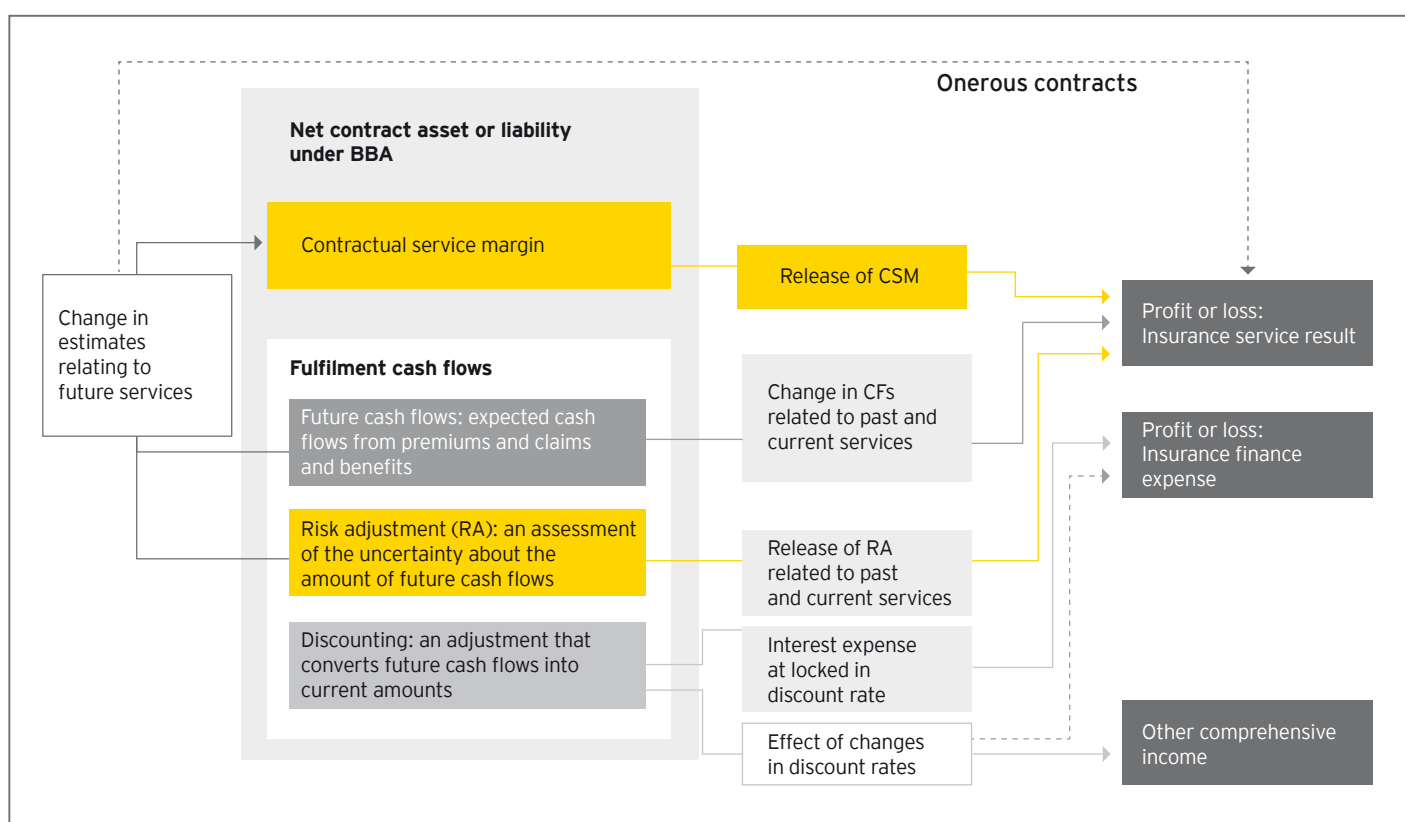 Onerous contracts
Net contract asset or liability
under BBA
Contractual service margin
Release of CSM
Profit or loss:
Insurance service result
Change in
estimates
relating to
future services
Fulfilment cash flows
Future cash flows: expected cash
flows from premiums and claims
and benefits
Change in CFs
related to past and
current services
Profit or loss:
Insurance finance
expense
Risk adjustment (RA): an assessment
of the uncertainty about the
amount of future cash flows
Release of RA
related to past
and current services
Discounting: an adjustment that
converts future cash flows into
current amounts
Interest expense
at locked in
discount rate
Effect of changes
in discount rates
Other comprehensive
income